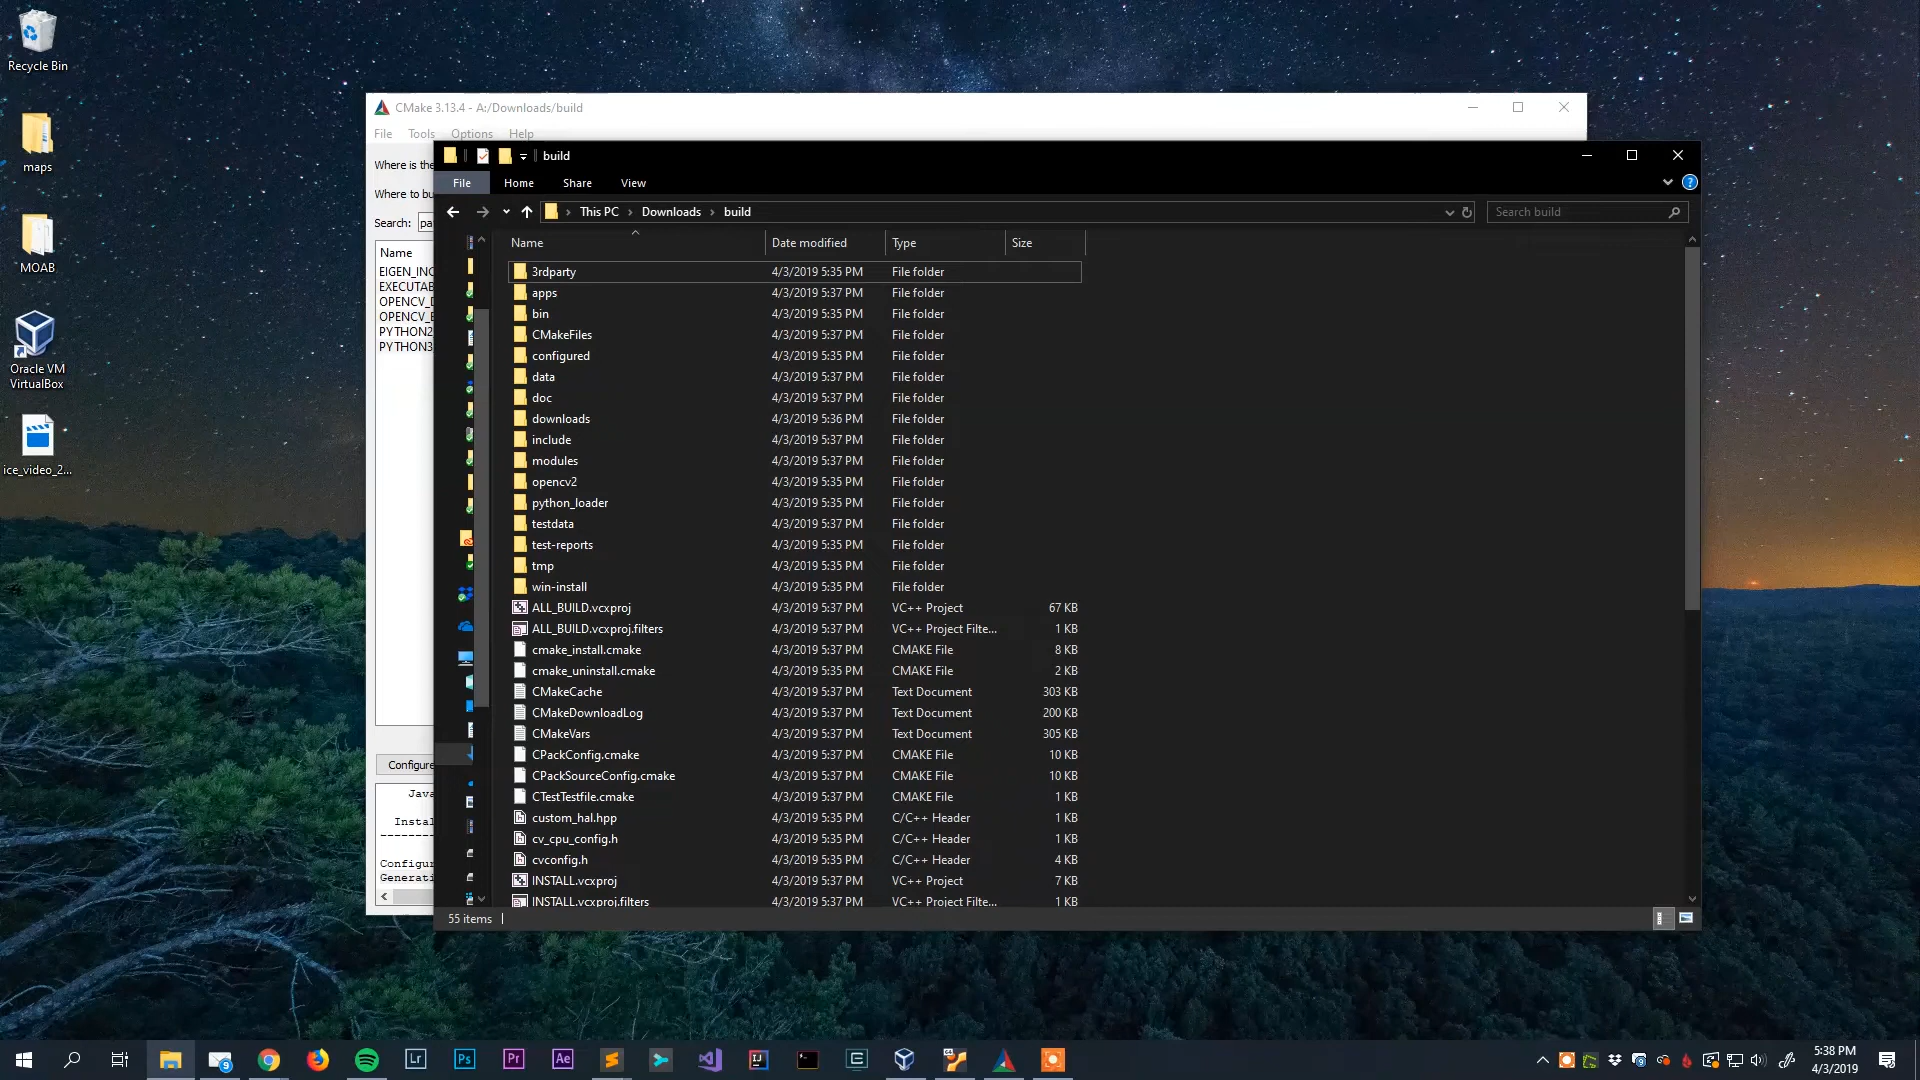 Recycle Bin
maps
MOAB
Oracle VM
VirtualBox
ice_video_2...
CMake 3.13.4 - A:/Downloads/build
File Tools Options Help
Where is the
Where to bu
Search: pa
Name
EIGEN_INC
EXECUTAB
OPENCV_D
OPENCV_E
PYTHON2
PYTHON3
Configure
Java
Instal
Configur
Generati
build
File Home Share View
This PC Downloads build
Search build
Name Date modified Type Size
3rdparty 4/3/2019 5:35 PM File folder
apps 4/3/2019 5:37 PM File folder
bin 4/3/2019 5:35 PM File folder
CMakeFiles 4/3/2019 5:37 PM File folder
configured 4/3/2019 5:35 PM File folder
data 4/3/2019 5:37 PM File folder
doc 4/3/2019 5:37 PM File folder
downloads 4/3/2019 5:36 PM File folder
include 4/3/2019 5:37 PM File folder
modules 4/3/2019 5:37 PM File folder
opencv2 4/3/2019 5:35 PM File folder
python_loader 4/3/2019 5:35 PM File folder
testdata 4/3/2019 5:37 PM File folder
test-reports 4/3/2019 5:35 PM File folder
tmp 4/3/2019 5:35 PM File folder
win-install 4/3/2019 5:35 PM File folder
ALL_BUILD.vcxproj 4/3/2019 5:37 PM VC++ Project 67 KB
ALL_BUILD.vcxproj.filters 4/3/2019 5:37 PM VC++ Project Filte... 1 KB
cmake_install.cmake 4/3/2019 5:37 PM CMAKE File 8 KB
cmake_uninstall.cmake 4/3/2019 5:35 PM CMAKE File 2 KB
CMakeCache 4/3/2019 5:37 PM Text Document 303 KB
CMakeDownloadLog 4/3/2019 5:37 PM Text Document 200 KB
CMakeVars 4/3/2019 5:37 PM Text Document 305 KB
CPackConfig.cmake 4/3/2019 5:37 PM CMAKE File 10 KB
CPackSourceConfig.cmake 4/3/2019 5:37 PM CMAKE File 10 KB
CTestTestfile.cmake 4/3/2019 5:37 PM CMAKE File 1 KB
custom_hal.hpp 4/3/2019 5:35 PM C/C++ Header 1 KB
cv_cpu_config.h 4/3/2019 5:35 PM C/C++ Header 1 KB
cvconfig.h 4/3/2019 5:35 PM C/C++ Header 4 KB
INSTALL.vcxproj 4/3/2019 5:37 PM VC++ Project 7 KB
INSTALL.vcxproj.filters 4/3/2019 5:37 PM VC++ Project Filte... 1 KB
55 items
Lr Ps Pr Ae
5:38 PM
4/3/2019